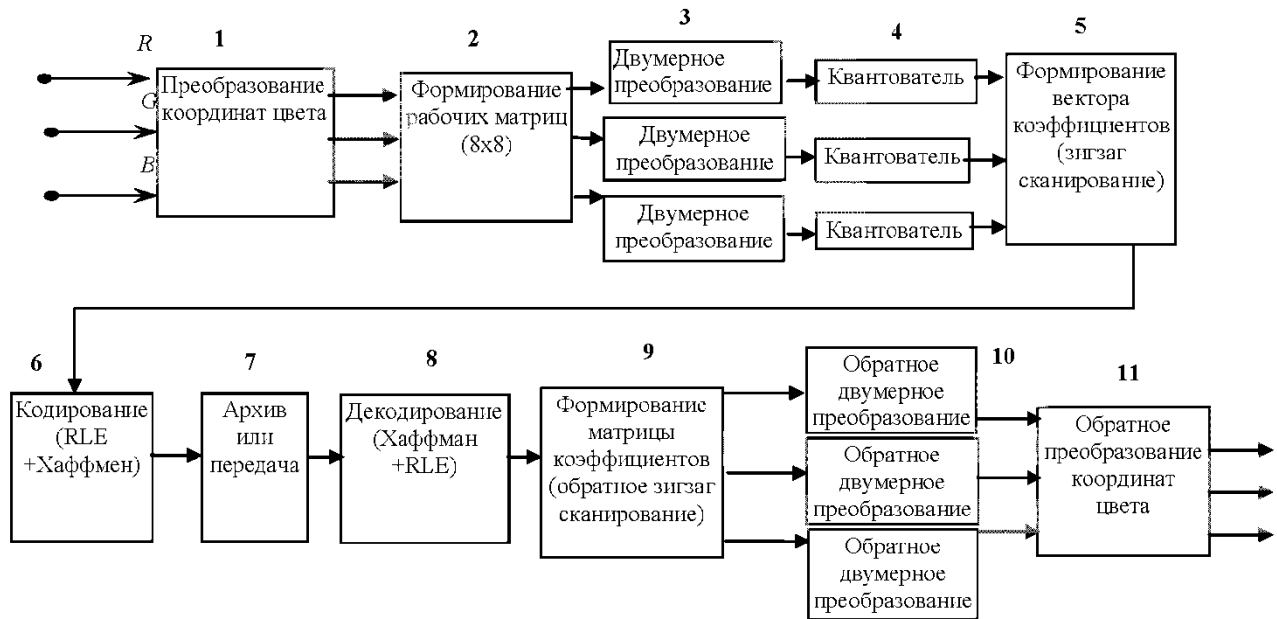 1
2
3
4
5
R
G
B
Преобразование
координат цвета
Формирование
рабочих матриц
(8x8)
Двумерное
преобразование
Двумерное
преобразование
Двумерное
преобразование
Квантователь
Квантователь
Квантователь
Формирование
вектора
коэффициентов
(зигзаг
сканирование)
6
7
8
9
10
11
Кодирование
(RLE
+Хаффмен)
Архив
или
передача
Декодирование
(Хаффман
+RLE)
Формирование
матрицы
коэффициентов
(обратное зигзаг
сканирование)
Обратное
двумерное
преобразование
Обратное
двумерное
преобразование
Обратное
двумерное
преобразование
Обратное
преобразование
координат
цвета